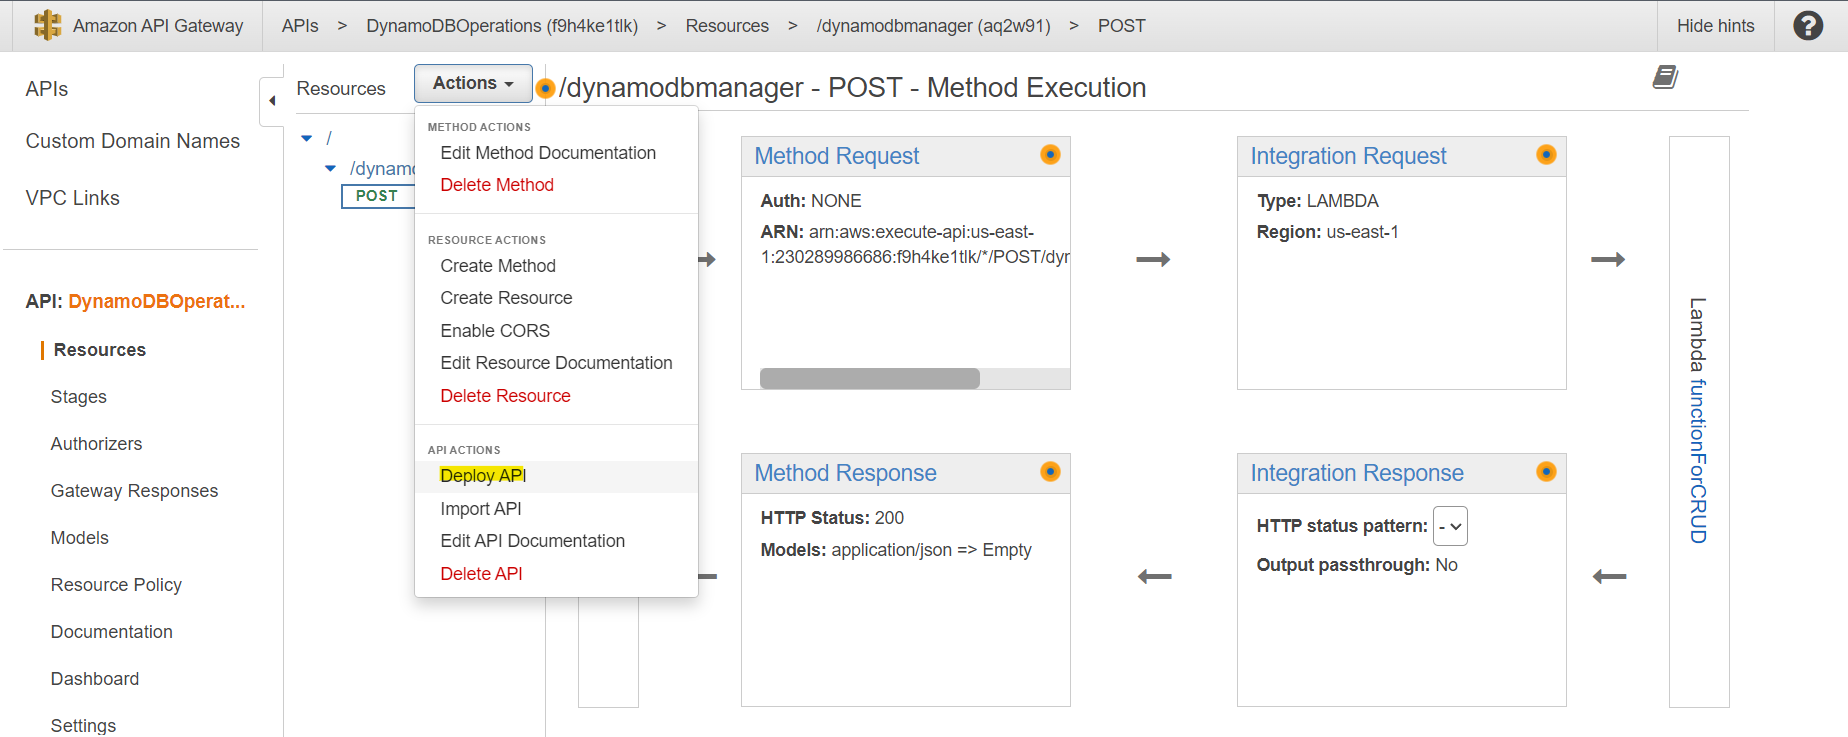 Amazon API Gateway
APIs > DynamoDBOperations (f9h4ke1tlk) > Resources > /dynamodbmanager (aq2w91) > POST
Hide hints
?
APIs
Custom Domain Names
VPC Links
API: DynamoDBOperat...
Resources
Stages
Authorizers
Gateway Responses
Models
Resource Policy
Documentation
Dashboard
Settings
Resources
Actions
/
/dynamo
POST
METHOD ACTIONS
Edit Method Documentation
Delete Method
RESOURCE ACTIONS
Create Method
Create Resource
Enable CORS
Edit Resource Documentation
Delete Resource
API ACTIONS
Deploy API
Import API
Edit API Documentation
Delete API
/dynamodbmanager - POST - Method Execution
Method Request
Auth: NONE
ARN: arn:aws:execute-api:us-east-
1:230289986686:f9h4ke1tlk/*/POST/dyr
Integration Request
Type: LAMBDA
Region: us-east-1
Lambda functionForCRUD
Method Response
HTTP Status: 200
Models: application/json => Empty
Integration Response
HTTP status pattern: -
Output passthrough: No